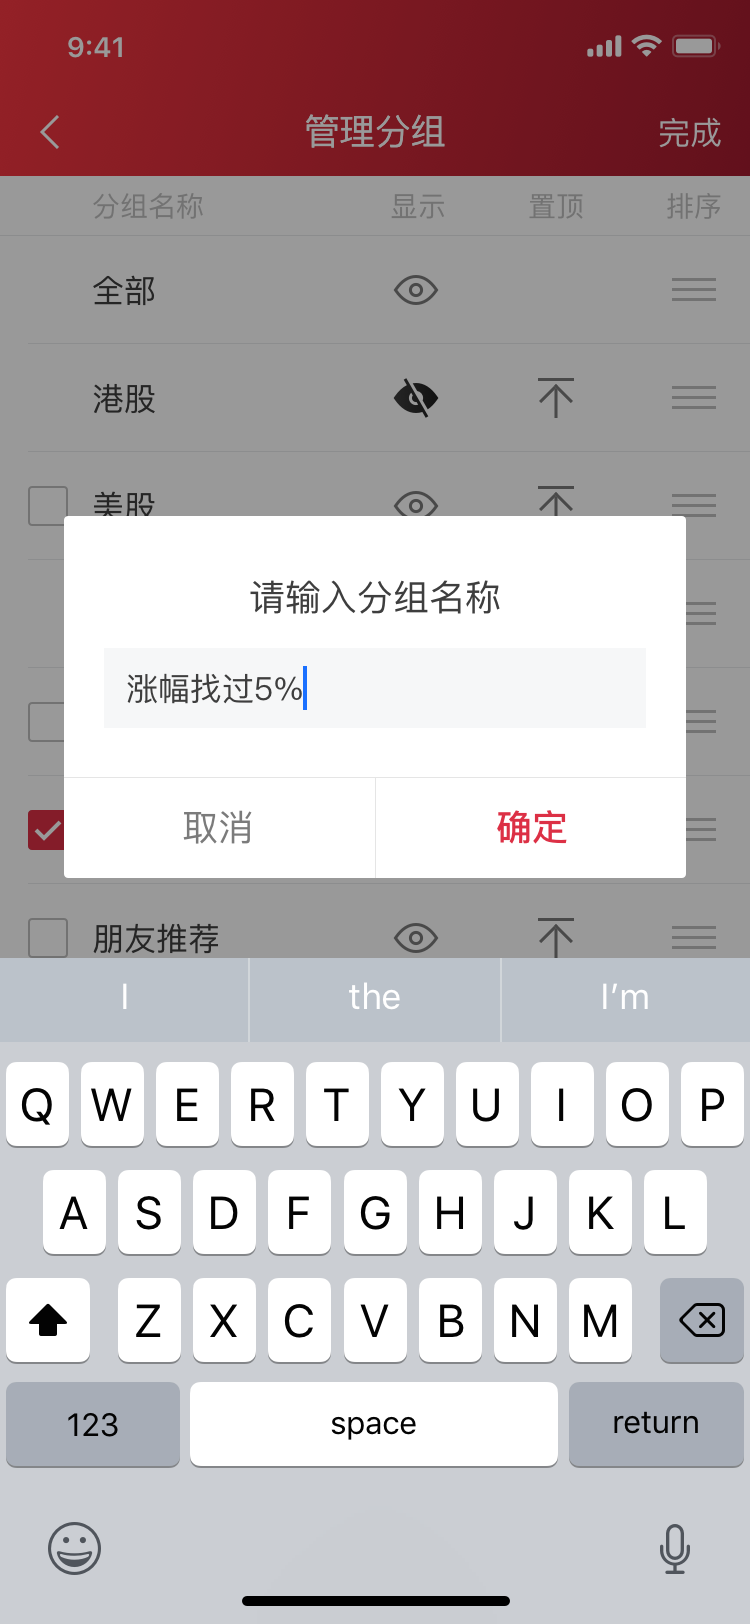 9:41
管理分组
完成
分组名称 显示 置顶 排序
全部
港股
美股
请输入分组名称
涨幅找过5%
取消 确定
朋友推荐
I the I’m
Q W E R T Y U I O P
A S D F G H J K L
Z X C V B N M
123 space return